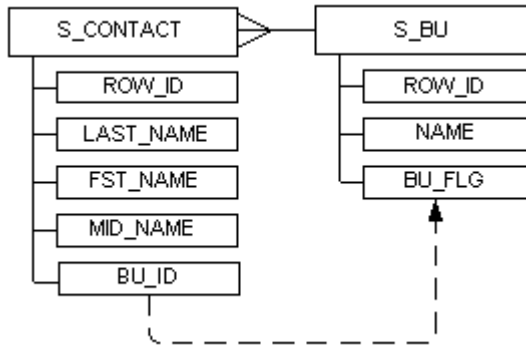 S_CONTACT
ROW_ID
LAST_NAME
FST_NAME
MID_NAME
BU_ID
S_BU
ROW_ID
NAME
BU_FLG